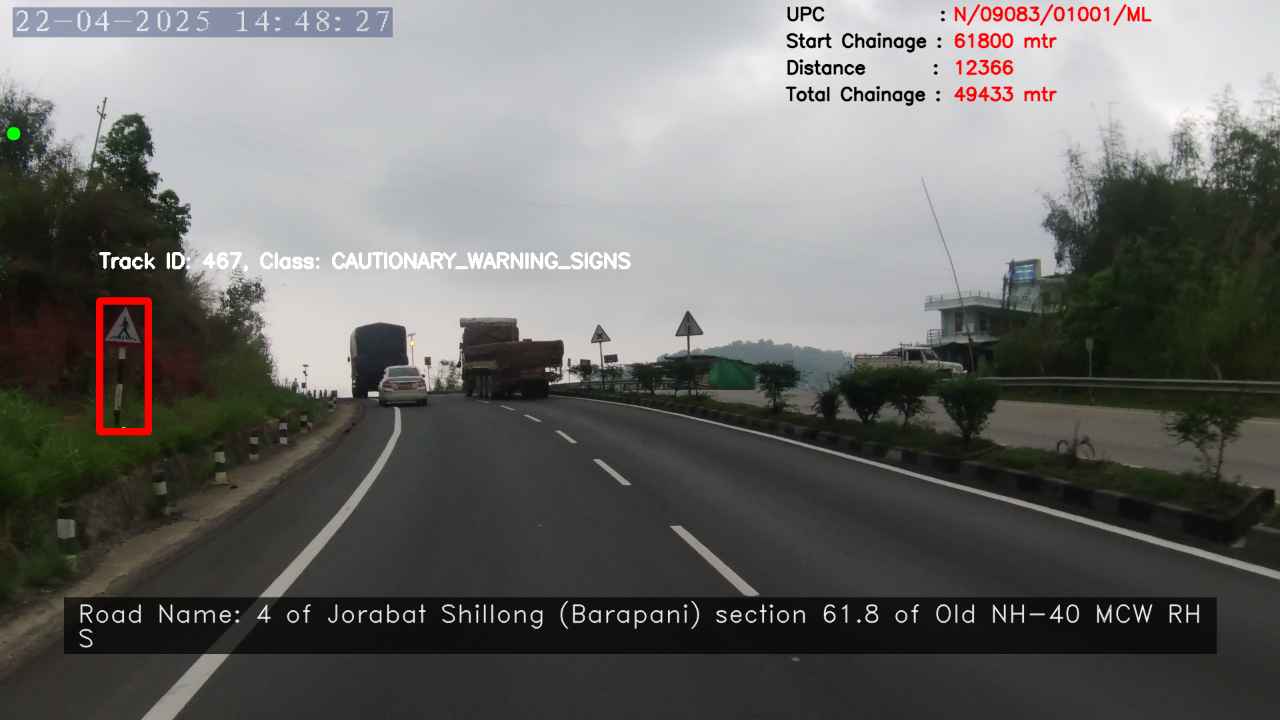 22-04-2025 14:48:27
UPC : N/09083/01001/ML
Start Chainage : 61800 mtr
Distance : 12366
Total Chainage : 49433 mtr
Track ID: 467, Class: CAUTIONARY_WARNING_SIGNS
Road Name: 4 of Jorabat Shillong (Barapani) section 61.8 of Old NH-40 MCW RH
S